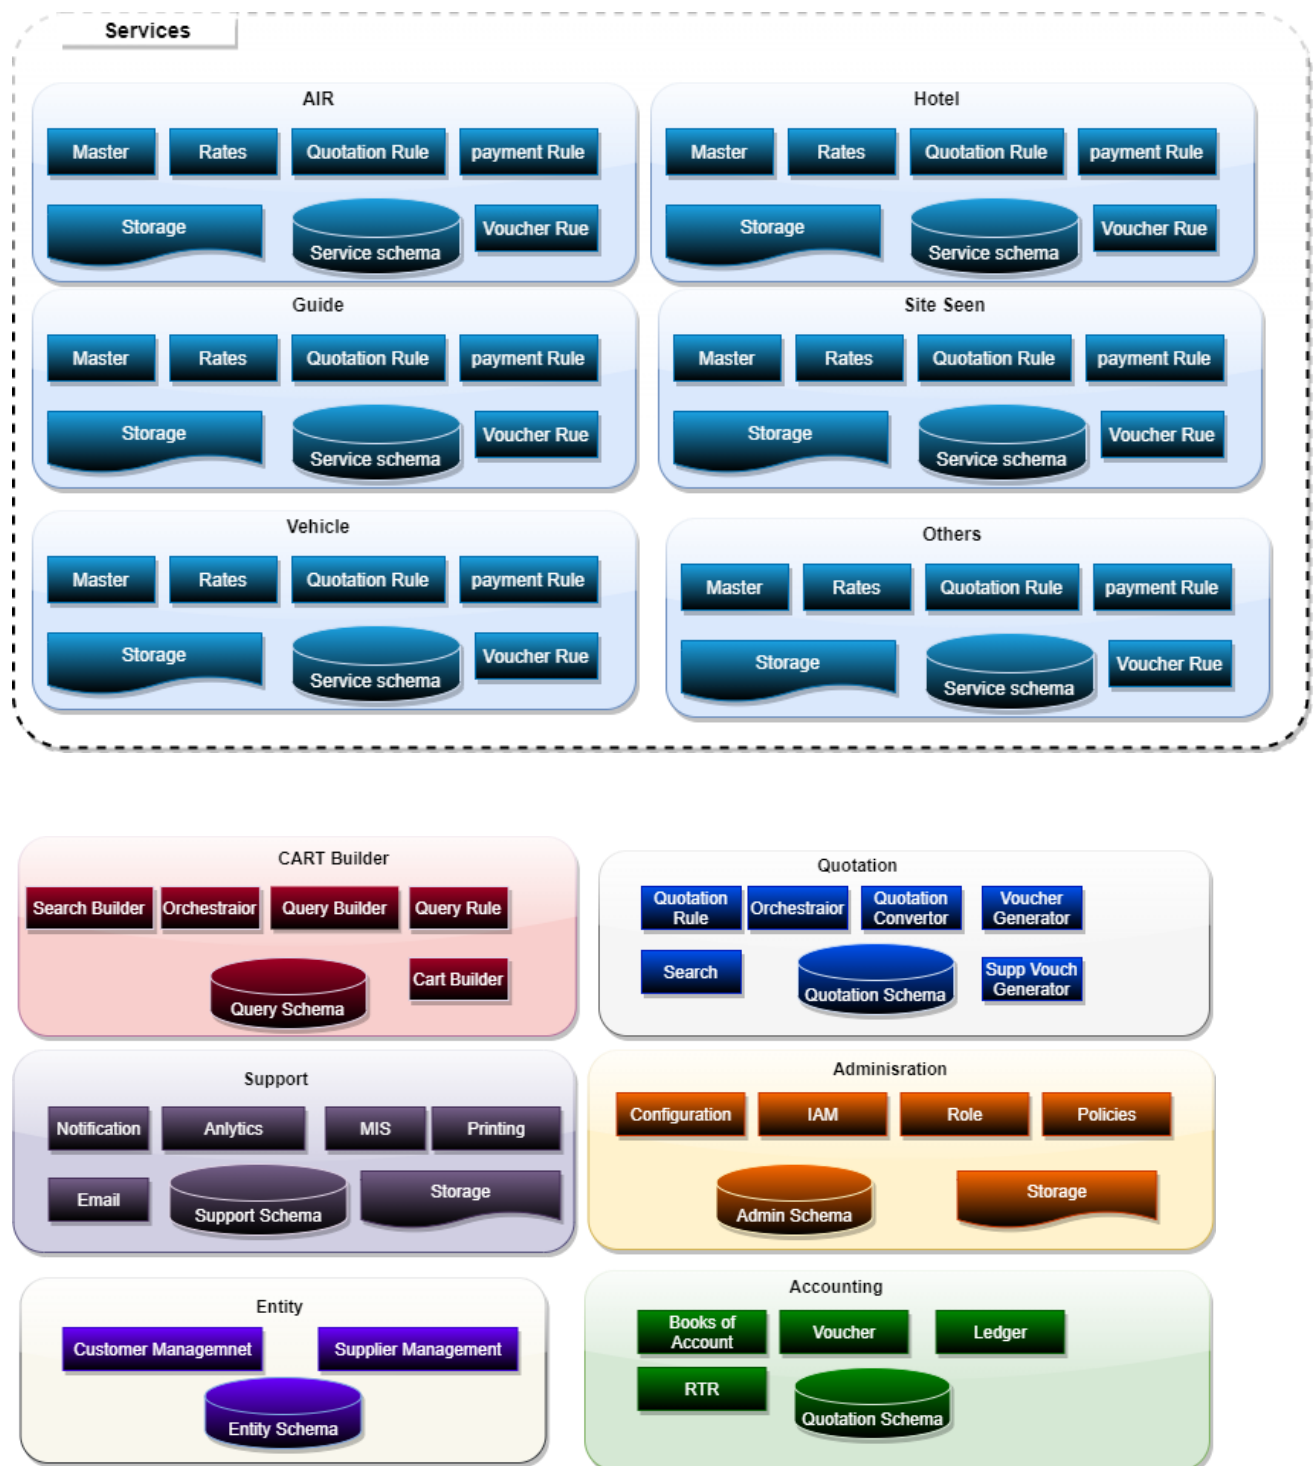 Services
AIR
Master
Rates
Quotation Rule
payment Rule
Storage
Service schema
Voucher Rue
Hotel
Master
Rates
Quotation Rule
payment Rule
Storage
Service schema
Voucher Rue
Guide
Master
Rates
Quotation Rule
payment Rule
Storage
Service schema
Voucher Rue
Site Seen
Master
Rates
Quotation Rule
payment Rule
Storage
Service schema
Voucher Rue
Vehicle
Master
Rates
Quotation Rule
payment Rule
Storage
Service schema
Voucher Rue
Others
Master
Rates
Quotation Rule
payment Rule
Storage
Service schema
Voucher Rue
CART Builder
Search Builder
Orchestraior
Query Builder
Query Rule
Query Schema
Cart Builder
Quotation
Quotation
Rule
Orchestraior
Quotation
Convertor
Voucher
Generator
Search
Quotation Schema
Supp Vouch
Generator
Support
Notification
Anlytics
MIS
Printing
Email
Support Schema
Storage
Adminisration
Configuration
IAM
Role
Policies
Admin Schema
Storage
Entity
Customer Managemnet
Supplier Management
Entity Schema
Accounting
Books of
Account
Voucher
Ledger
RTR
Quotation Schema